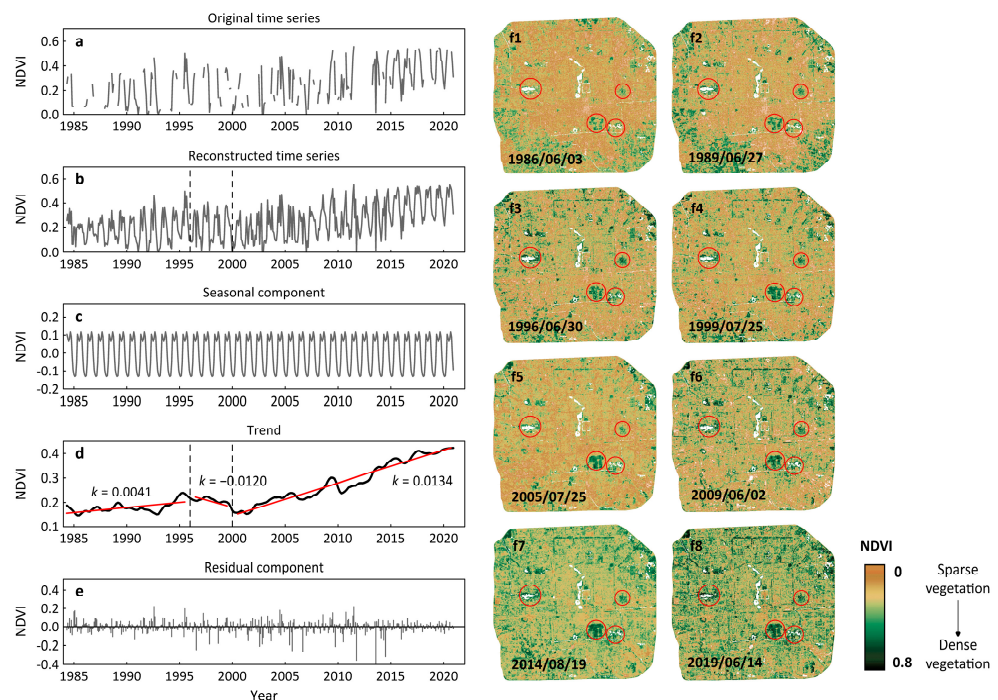 Original time series
a
NDVI
0.6
0.4
0.2
0.0
1985 1990 1995 2000 2005 2010 2015 2020
Reconstructed time series
b
NDVI
0.6
0.4
0.2
0.0
1985 1990 1995 2000 2005 2010 2015 2020
Seasonal component
c
NDVI
0.2
0.1
0.0
-0.1
-0.2
1985 1990 1995 2000 2005 2010 2015 2020
Trend
d
NDVI
0.4
0.3
0.2
0.1
k = 0.0041
k = −0.0120
k = 0.0134
1985 1990 1995 2000 2005 2010 2015 2020
Residual component
e
NDVI
0.4
0.2
0.0
-0.2
-0.4
1985 1990 1995 2000 2005 2010 2015 2020
Year
f1
1986/06/03
f2
1989/06/27
f3
1996/06/30
f4
1999/07/25
f5
2005/07/25
f6
2009/06/02
f7
2014/08/19
f8
2019/06/14
NDVI
0
0.8
Sparse
vegetation
Dense
vegetation